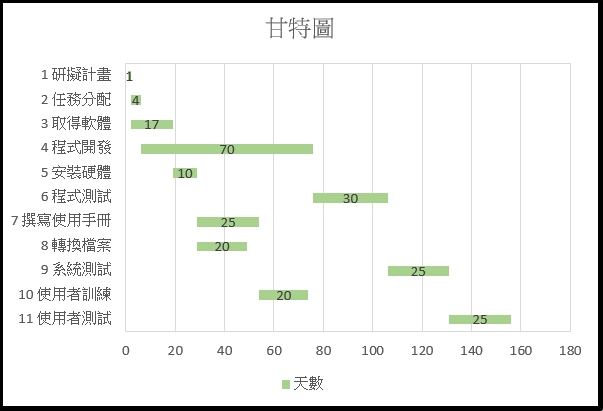 甘特圖
1 研擬計畫 1
2 任務分配 4
3 取得軟體 17
4 程式開發 70
5 安裝硬體 10
6 程式測試 30
7 撰寫使用手冊 25
8 轉換檔案 20
9 系統測試 25
10 使用者訓練 20
11 使用者測試 25
0 20 40 60 80 100 120 140 160 180
天數